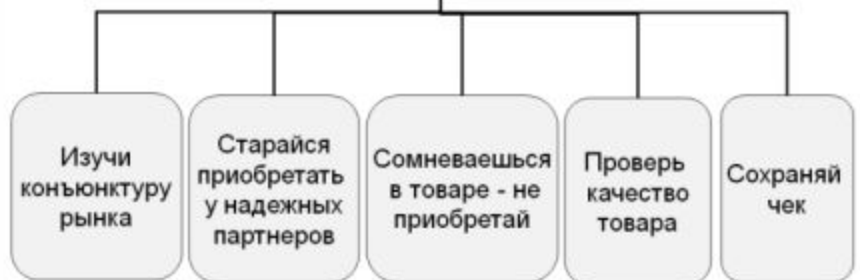 Изучи
конъюнктуру
рынка
Старайся
приобретать
у надежных
партнеров
Сомневаешься
в товаре - не
приобретай
Проверь
качество
товара
Сохраняй
чек